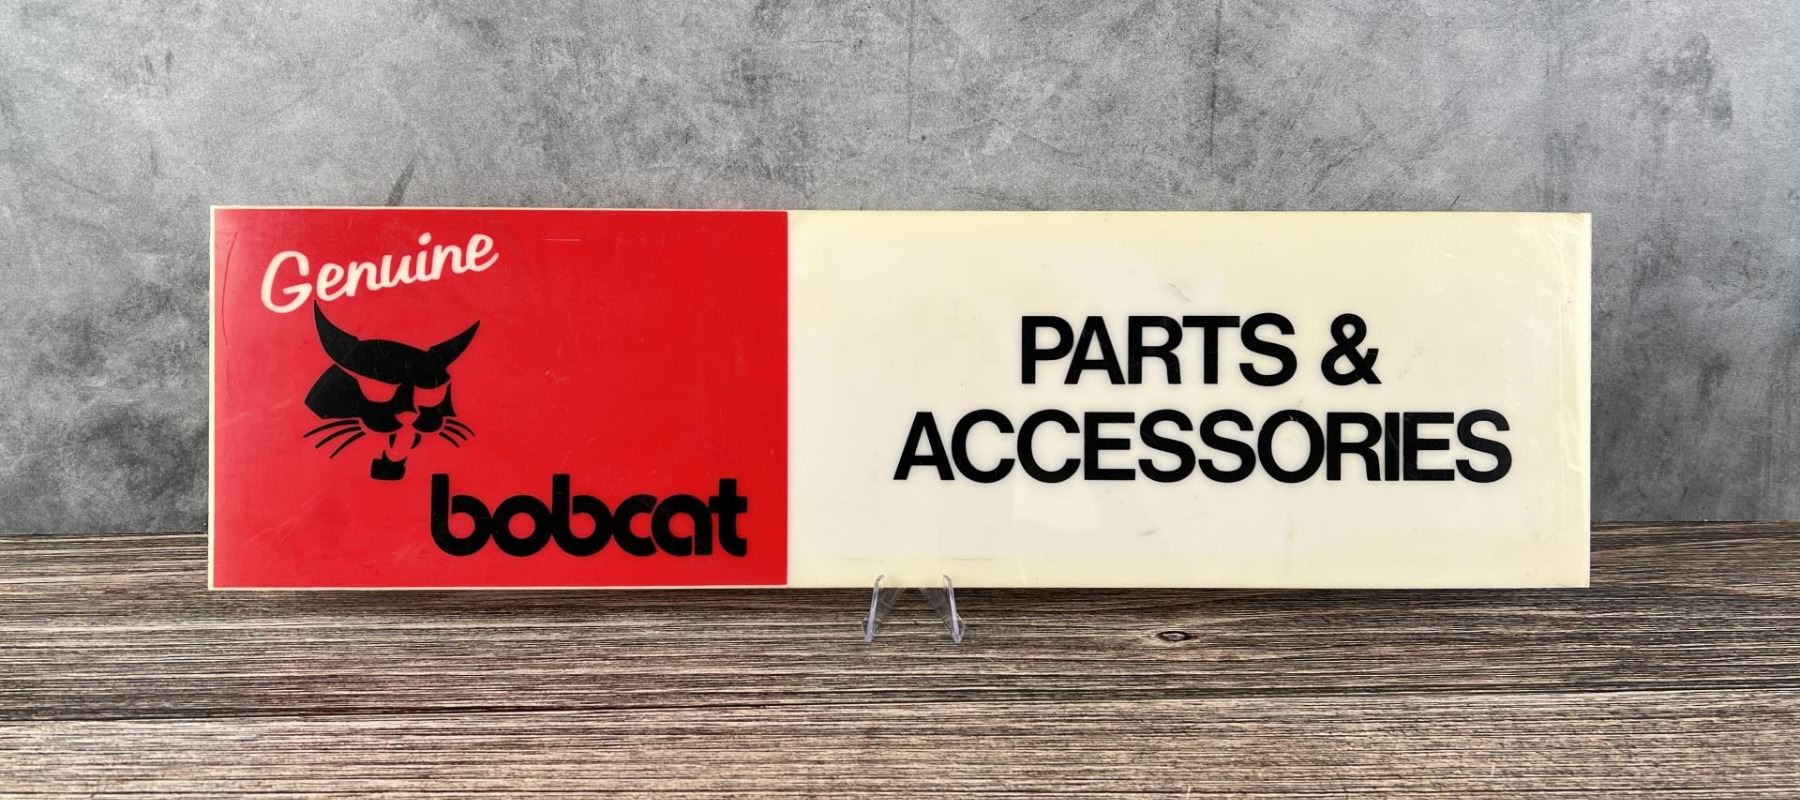 Genuine
bobcat
PARTS &
ACCESSORIES